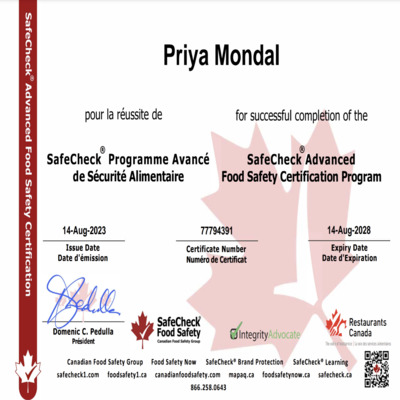 SafeCheck® Advanced Food Safety Certification
Priya Mondal
pour la réussite de
for successful completion of the
SafeCheck® Programme Avancé
de Sécurité Alimentaire
SafeCheck® Advanced
Food Safety Certification Program
14-Aug-2023
77794391
14-Aug-2028
Issue Date
Date d'émission
Certificate Number
Numéro de Certificat
Expiry Date
Date d'Expiration
Domenic C. Pedulla
Président
SafeCheck®
Food Safety
Canadian Food Safety Group
IntegrityAdvocate
Restaurants
Canada
Canadian Food Safety Group Food Safety Now SafeCheck® Brand Protection SafeCheck® Learning
safecheck1.com foodsafety1.ca canadianfoodsafety.com mapaq.ca foodsafetynow.ca safecheck.ca
866.258.0643